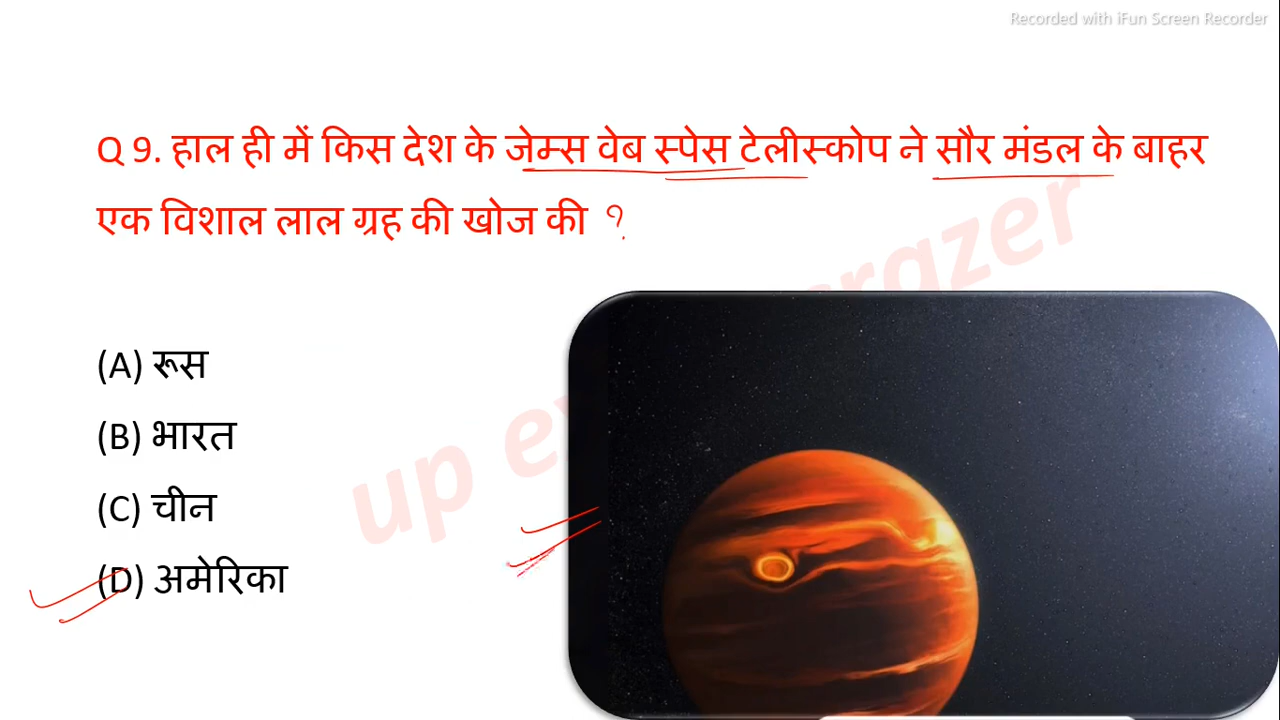 Recorded with iFun Screen Recorder
Q 9. हाल ही में किस देश के जेम्स वेब स्पेस टेलीस्कोप ने सौर मंडल के बाहर
एक विशाल लाल ग्रह की खोज की ?
(A) रूस
(B) भारत
(C) चीन
(D) अमेरिका